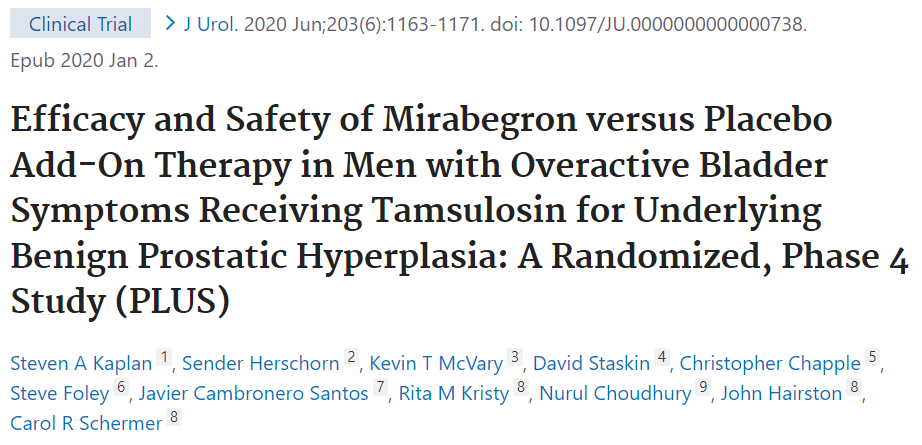 Clinical Trial > J Urol. 2020 Jun;203(6):1163-1171. doi: 10.1097/JU.0000000000000738.
Epub 2020 Jan 2.
Efficacy and Safety of Mirabegron versus Placebo
Add-On Therapy in Men with Overactive Bladder
Symptoms Receiving Tamsulosin for Underlying
Benign Prostatic Hyperplasia: A Randomized, Phase 4
Study (PLUS)
Steven A Kaplan 1, Sender Herschorn 2, Kevin T McVary 3, David Staskin 4, Christopher Chapple 5,
Steve Foley 6, Javier Cambronero Santos 7, Rita M Kristy 8, Nurul Choudhury 9, John Hairston 8,
Carol R Schermer 8